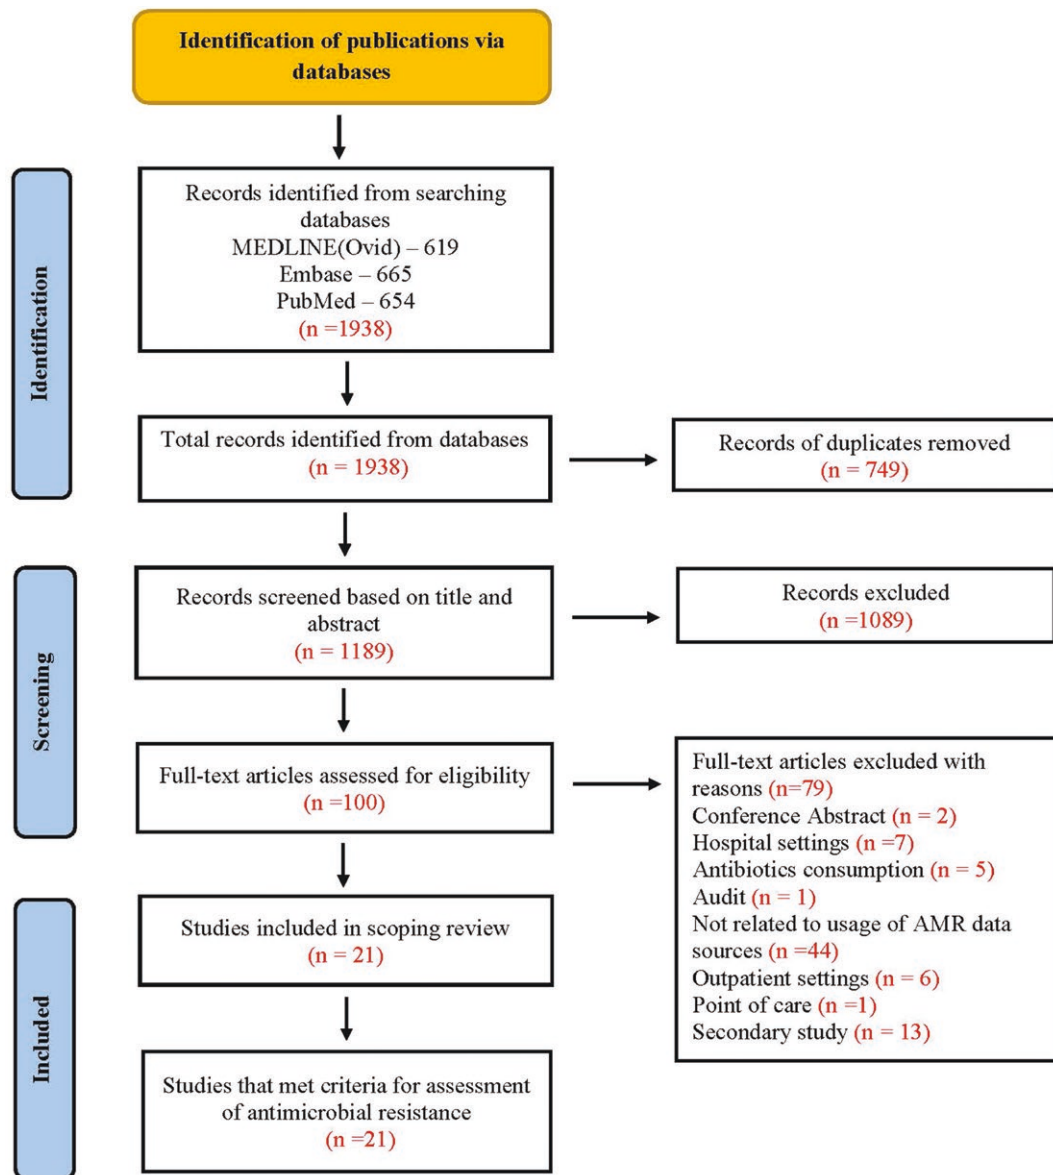 Identification of publications via
databases
Identification
Records identified from searching
databases
MEDLINE(Ovid) – 619
Embase – 665
PubMed – 654
(n =1938)
Total records identified from databases
(n = 1938)
Records of duplicates removed
(n = 749)
Screening
Records screened based on title and
abstract
(n = 1189)
Records excluded
(n =1089)
Full-text articles assessed for eligibility
(n =100)
Full-text articles excluded with
reasons (n=79)
Conference Abstract (n = 2)
Hospital settings (n =7)
Antibiotics consumption (n = 5)
Audit (n = 1)
Not related to usage of AMR data
sources (n =44)
Outpatient settings (n = 6)
Point of care (n =1)
Secondary study (n = 13)
Included
Studies included in scoping review
(n = 21)
Studies that met criteria for assessment
of antimicrobial resistance
(n =21)